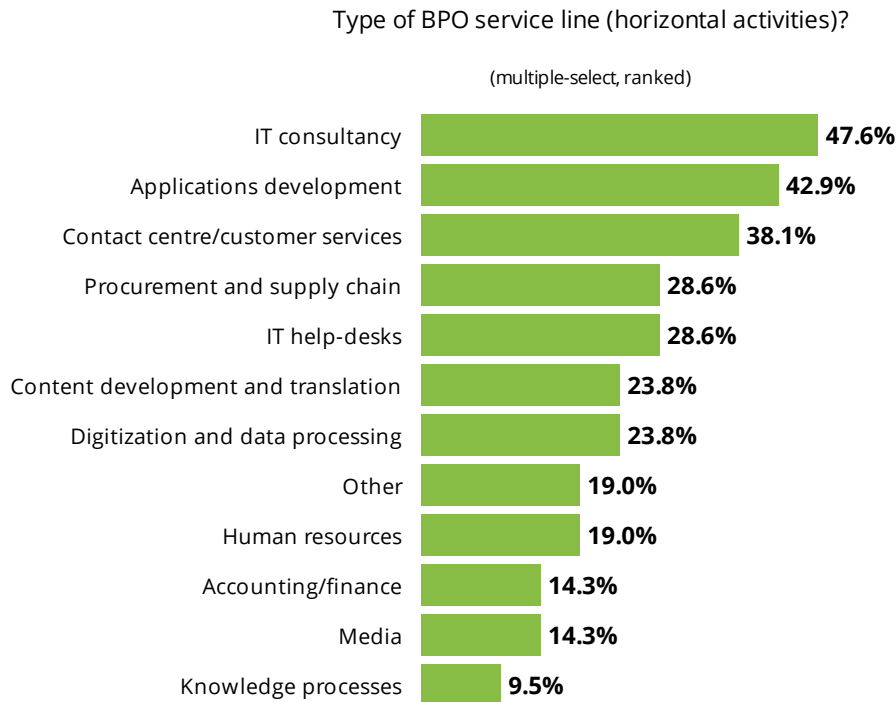 Type of BPO service line (horizontal activities)?
(multiple-select, ranked)
IT consultancy 47.6%
Applications development 42.9%
Contact centre/customer services 38.1%
Procurement and supply chain 28.6%
IT help-desks 28.6%
Content development and translation 23.8%
Digitization and data processing 23.8%
Other 19.0%
Human resources 19.0%
Accounting/finance 14.3%
Media 14.3%
Knowledge processes 9.5%